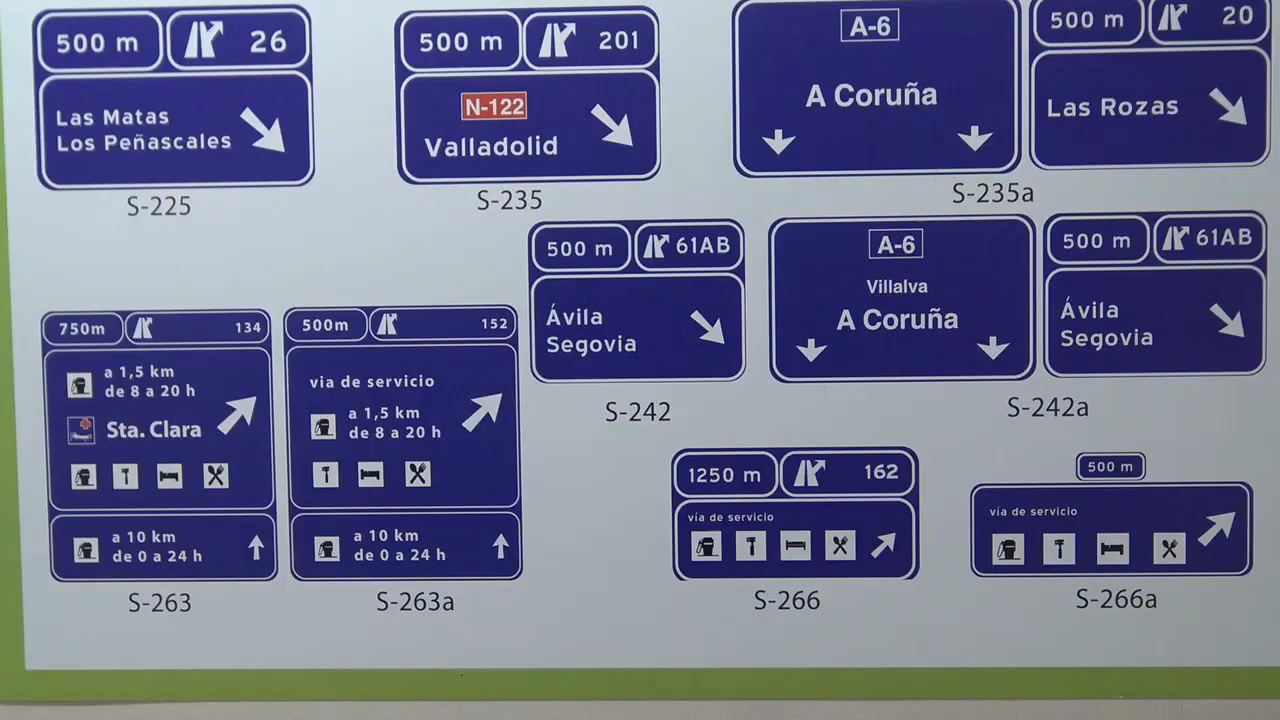 500 m 26
Las Matas
Los Peñascales
S-225
500 m 201
N-122
Valladolid
S-235
A-6
A Coruña
500 m 20
Las Rozas
S-235a
500 m 61AB
Ávila
Segovia
S-242
A-6
Villalva
A Coruña
500 m 61AB
Ávila
Segovia
S-242a
750m 134
a 1,5 km
de 8 a 20 h
Sta. Clara
a 10 km
de 0 a 24 h
S-263
500m 152
via de servicio
a 1,5 km
de 8 a 20 h
a 10 km
de 0 a 24 h
S-263a
1250 m 162
vía de servicio
S-266
500 m
vía de servicio
S-266a